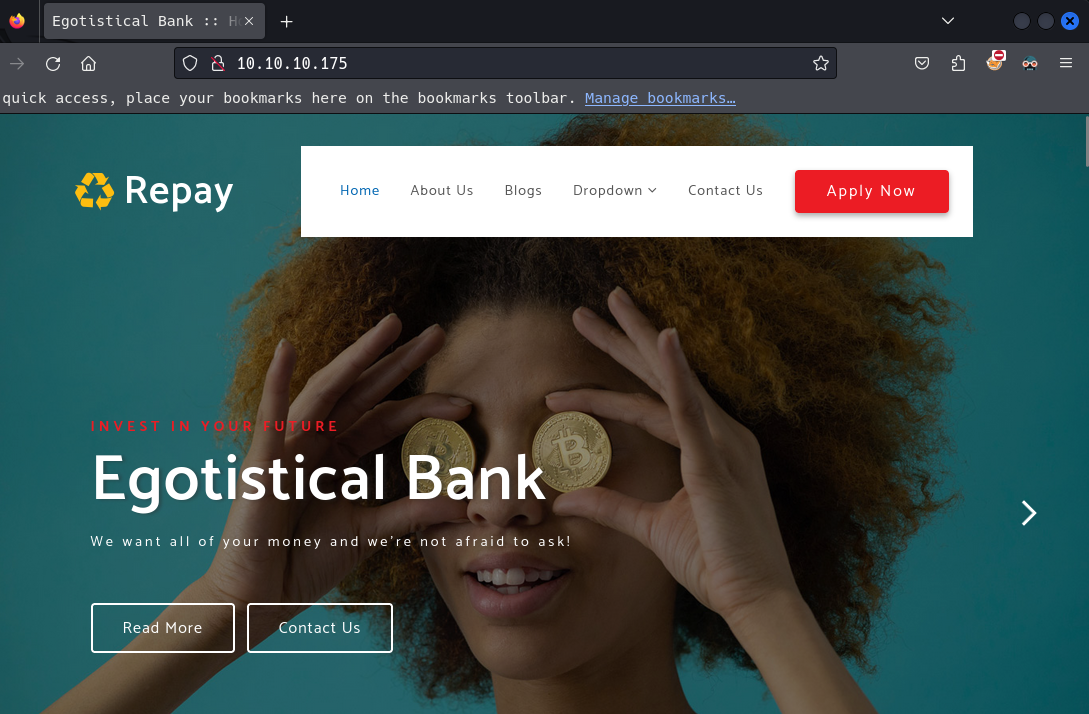 Egotistical Bank :: H
10.10.10.175
quick access, place your bookmarks here on the bookmarks toolbar. Manage bookmarks…
Repay
Home About Us Blogs Dropdown Contact Us Apply Now
INVEST IN YOUR FUTURE
Egotistical Bank
We want all of your money and we're not afraid to ask!
Read More Contact Us